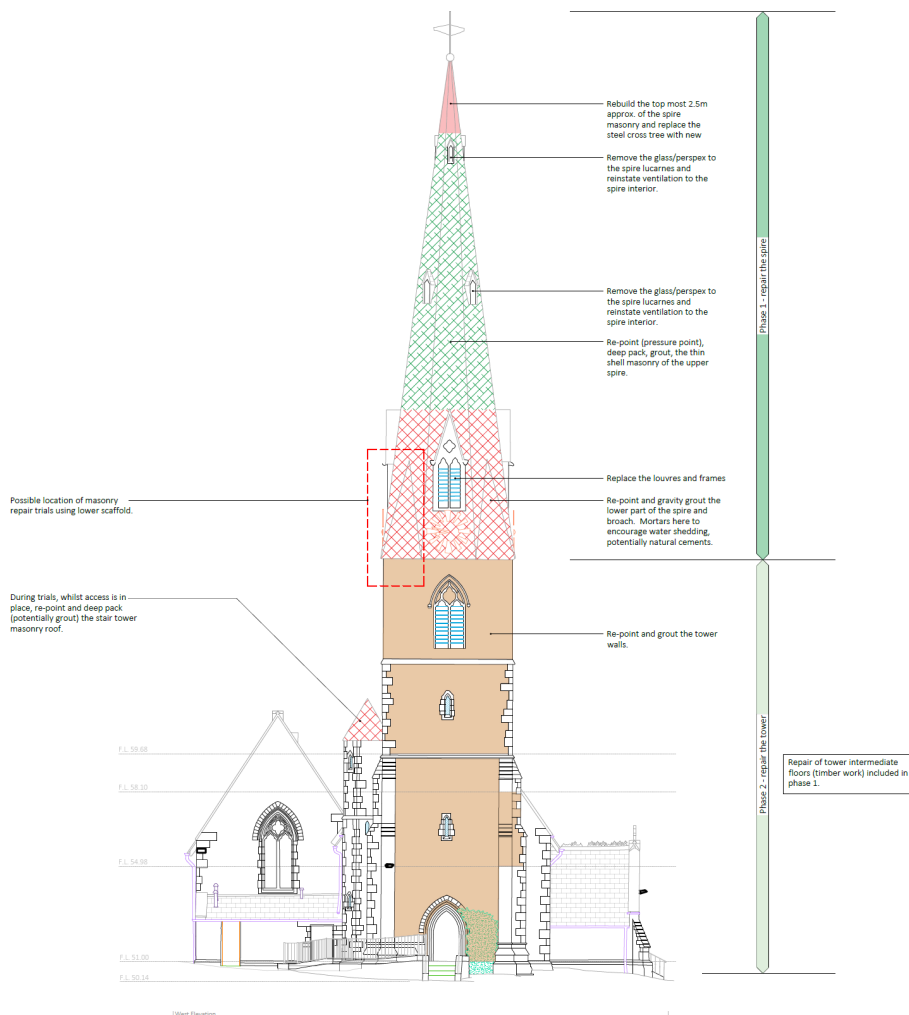 Rebuild the top most 2.5m
approx. of the spire
masonry and replace the
steel cross tree with new
Remove the glass/perspex to
the spire lucarnes and
reinstate ventilation to the
spire interior.
Phase 1 - repair the spire
Remove the glass/perspex to
the spire lucarnes and
reinstate ventilation to the
spire interior.
Re-point (pressure point),
deep pack, grout, the thin
shell masonry of the upper
spire.
Replace the louvres and frames
Possible location of masonry
repair trials using lower scaffold.
Re-point and gravity grout the
lower part of the spire and
broach. Mortars here to
encourage water shedding,
potentially natural cements.
During trials, whilst access is in
place, re-point and deep pack
(potentially grout) the stair tower
masonry roof.
Re-point and grout the tower
walls.
Phase 2 - repair the tower
F.L. 59.68
Repair of tower intermediate
floors (timber work) included in
phase 1.
F.L. 58.10
F.L. 54.98
F.L. 51.00
F.L. 50.14
West Elevation